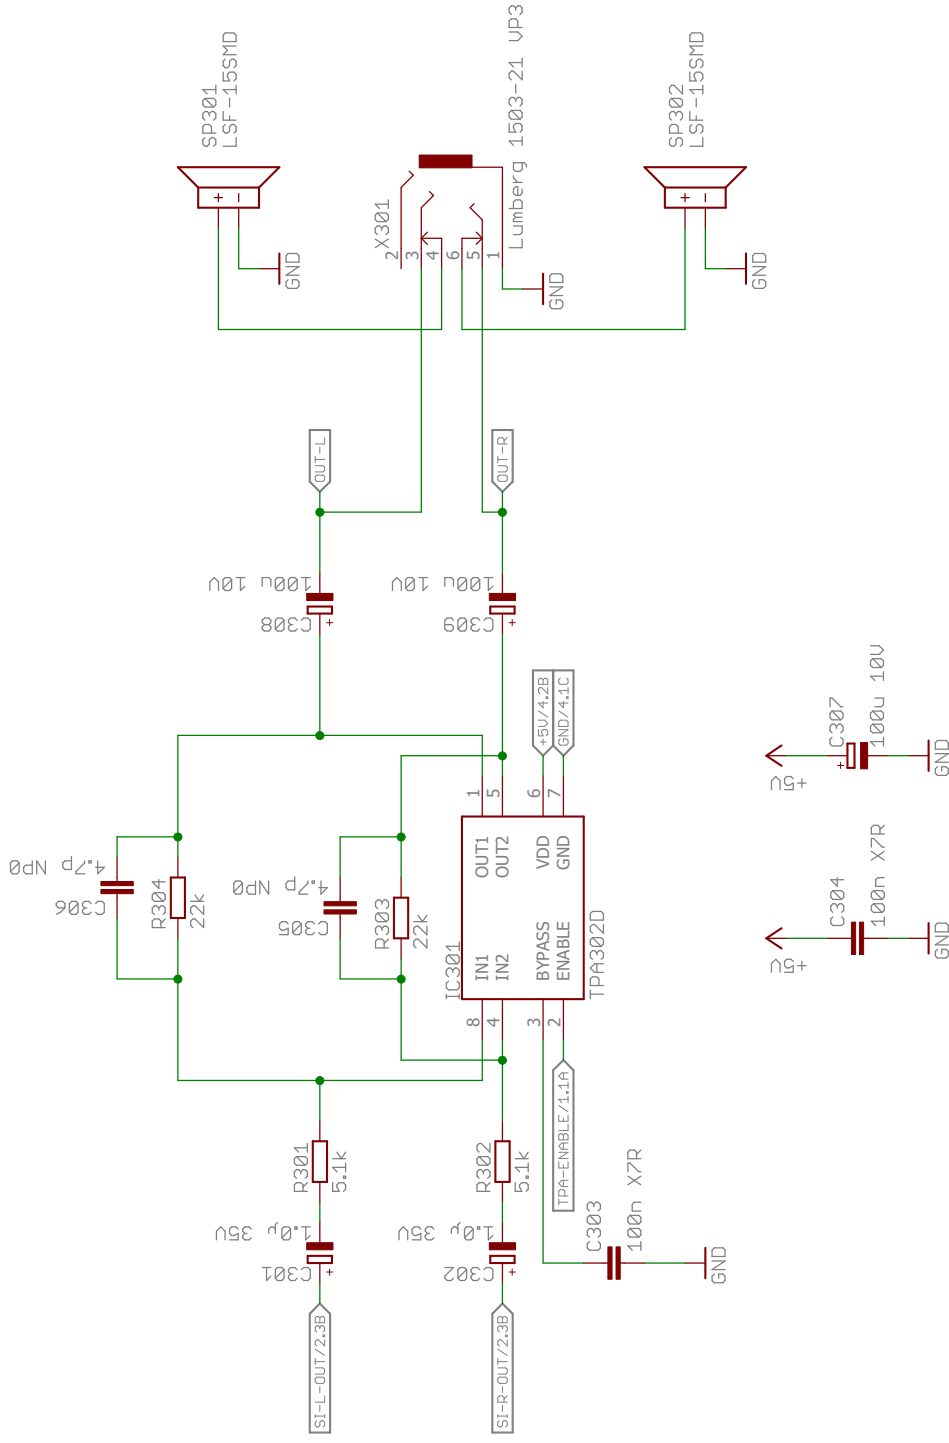 SP301
LSF-15SMD
+
-
GND
X301
2
3
4
6
5
1
Lumberg 1503-21 VP3
GND
SP302
LSF-15SMD
+
-
GND
OUT-L
OUT-R
100u 10V
C308
+
100u 10V
C309
+
4.7p NP0
C306
R304
22k
4.7p NP0
C305
R303
22k
+5V/4.2B
GND/4.1C
1
5
6
7
OUT1
OUT2
VDD
GND
IC301
TPA302D
IN1
IN2
BYPASS
ENABLE
8
4
3
2
TPA-ENABLE/1.1A
R301
5.1k
R302
5.1k
1.0µ 35V
C301
+
1.0µ 35V
C302
+
C303
100n X7R
GND
SI-L-OUT/2.3B
SI-R-OUT/2.3B
+5V
C307
+
100u 10V
GND
+5V
C304
100n X7R
GND